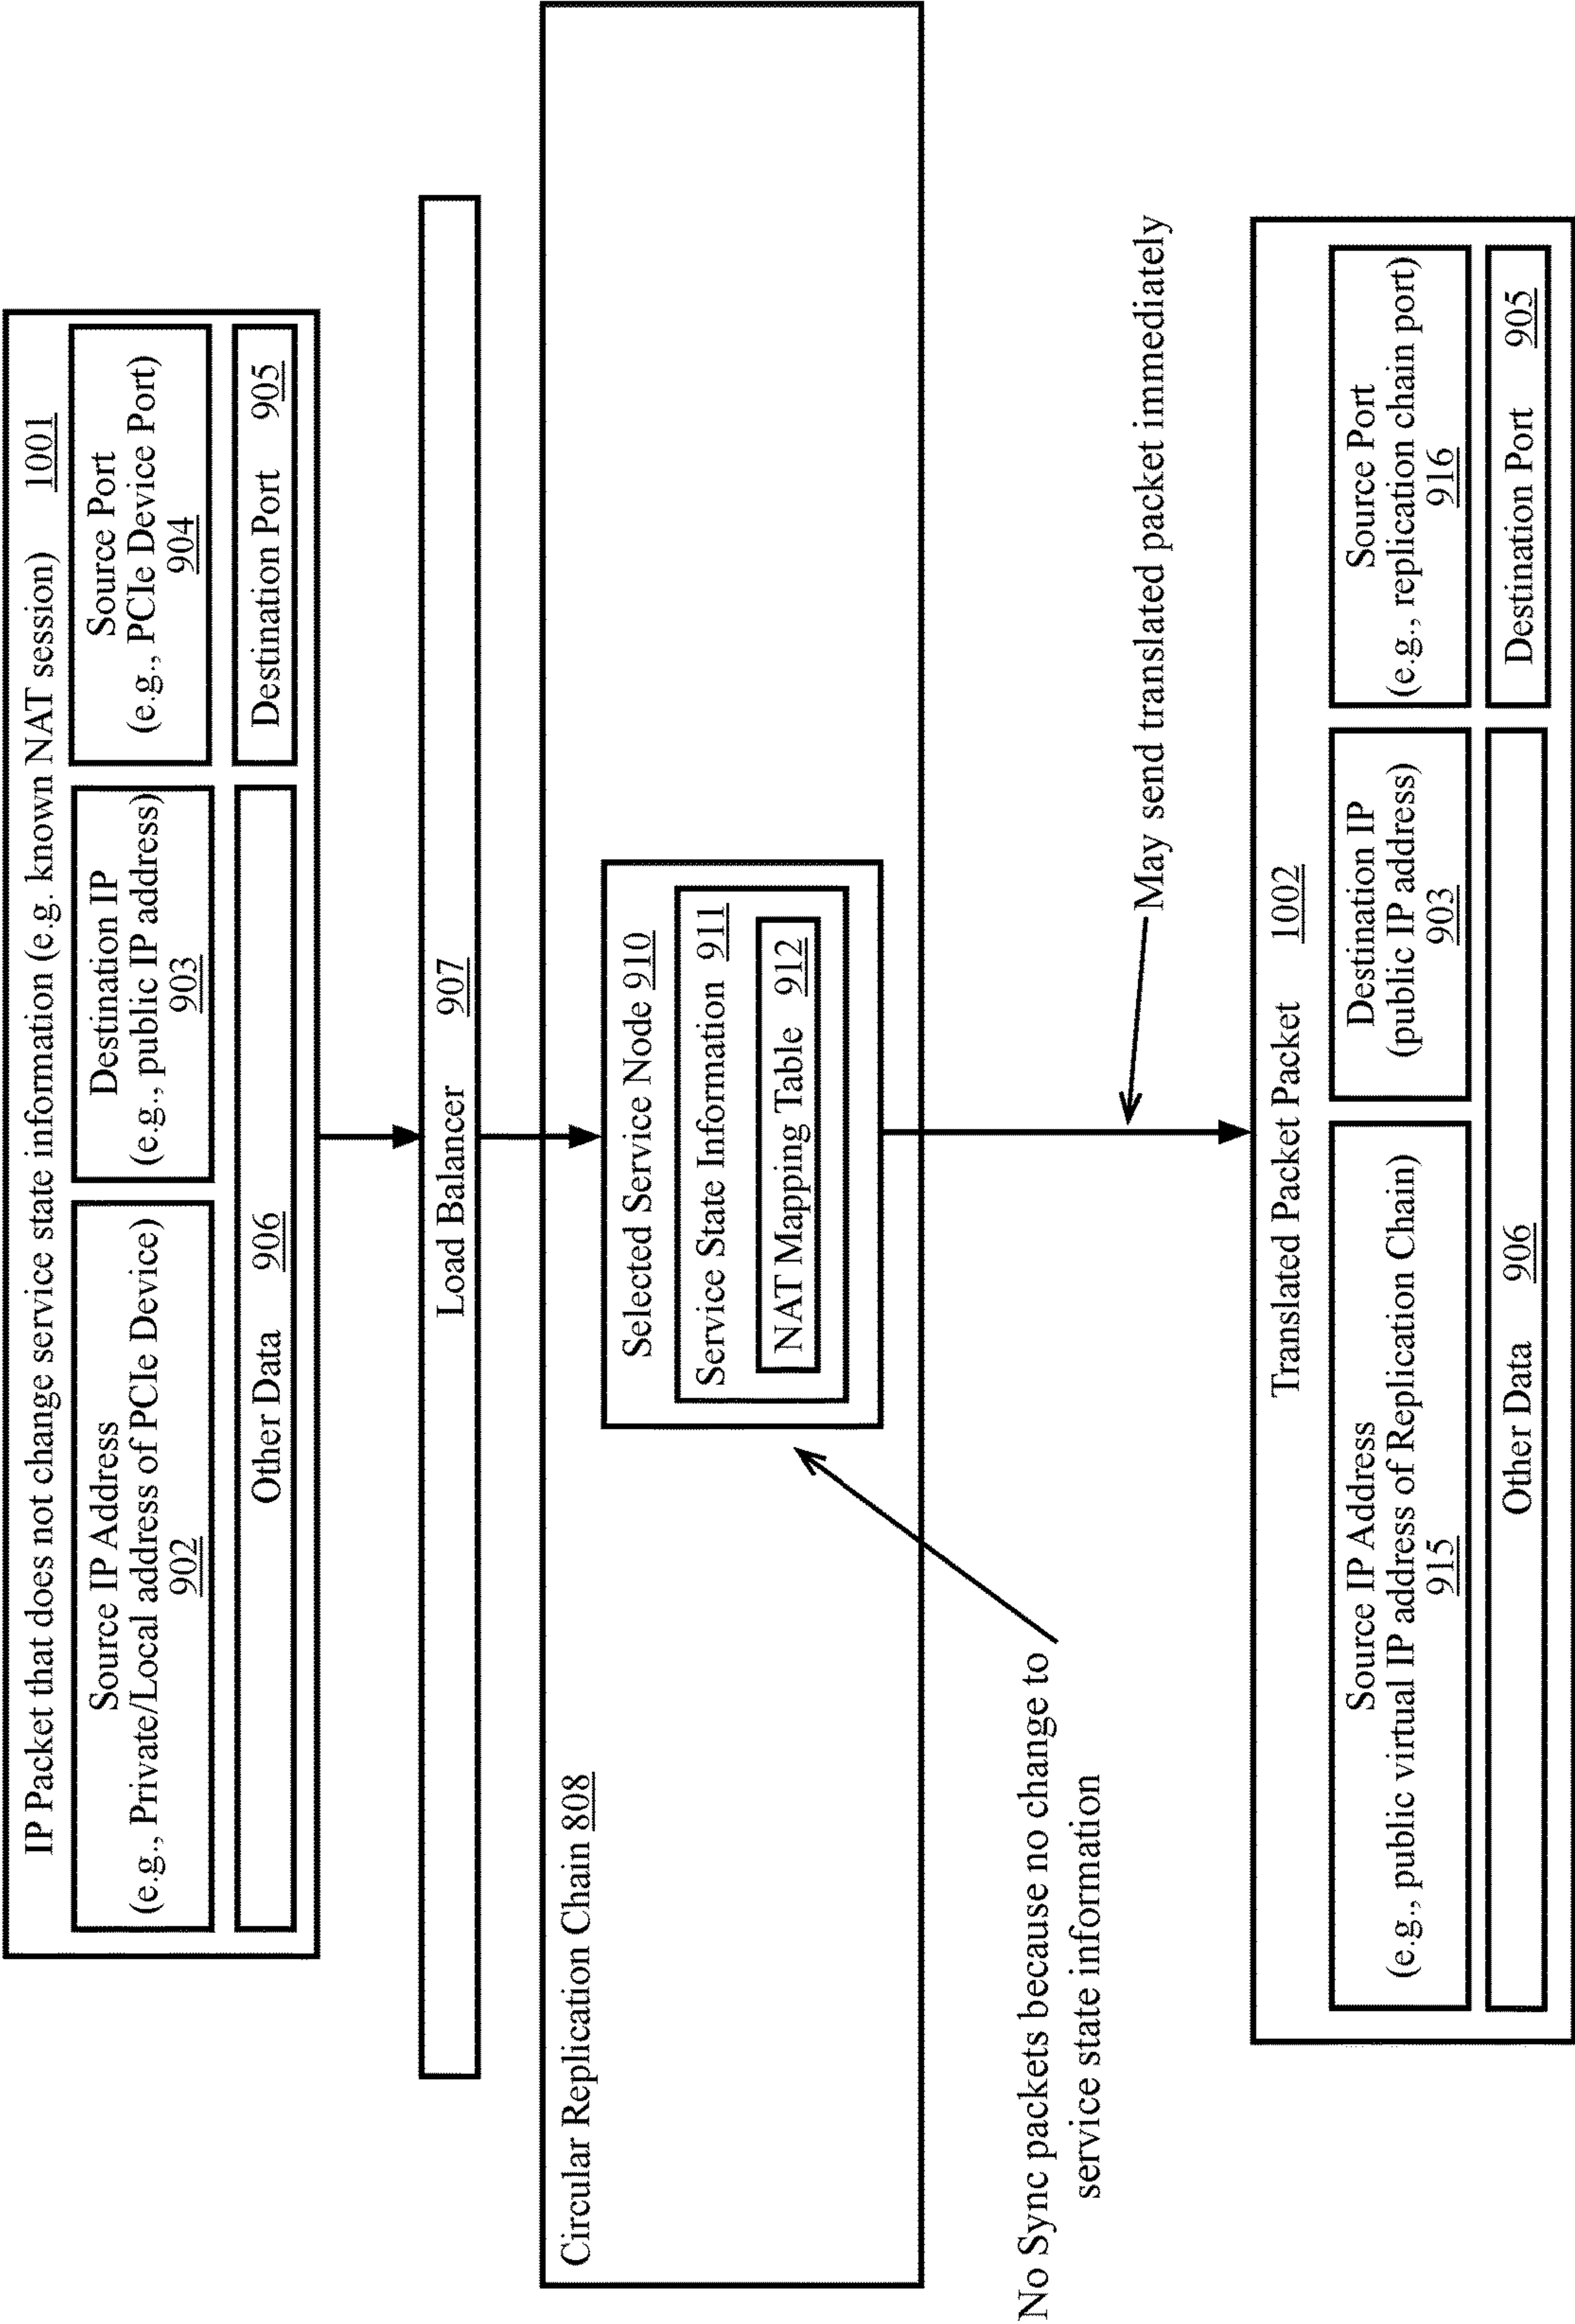 IP Packet that does not change service state information (e.g. known NAT session) 1001
Source IP Address
(e.g., Private/Local address of PCIe Device)
902
Destination IP
(e.g., public IP address)
903
Source Port
(e.g., PCIe Device Port)
904
Other Data 906
Destination Port 905
Load Balancer 907
Circular Replication Chain 808
Selected Service Node 910
Service State Information 911
NAT Mapping Table 912
No Sync packets because no change to
service state information
May send translated packet immediately
Translated Packet Packet 1002
Source IP Address
(e.g., public virtual IP address of Replication Chain)
915
Destination IP
(public IP address)
903
Source Port
(e.g., replication chain port)
916
Other Data 906
Destination Port 905